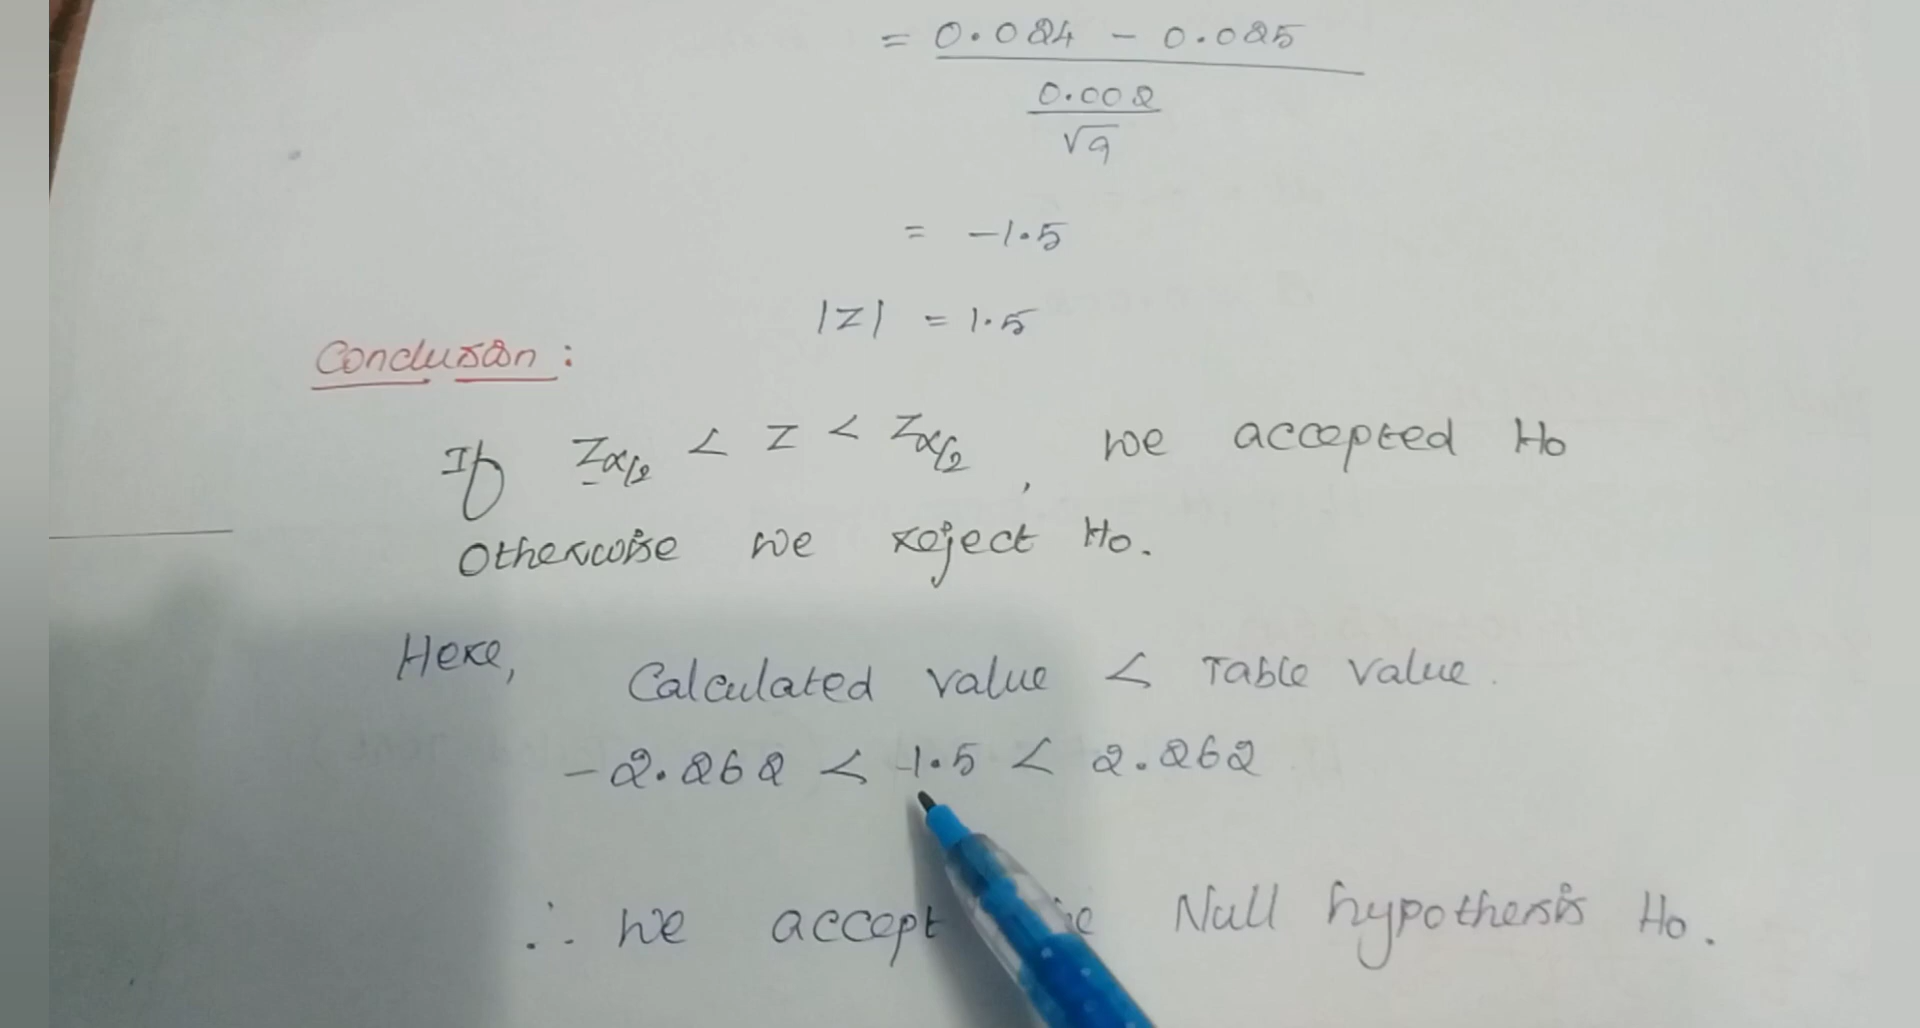 = 0.024 - 0.025
0.002
√9
= -1.5
|Z| = 1.5
Conclusion :
If Zα/2 < Z < Zα/2, we accepted Ho
Otherwise we reject Ho.
Here, Calculated value < Table value.
-2.262 < -1.5 < 2.262
∴ we accept Null hypothesis Ho.